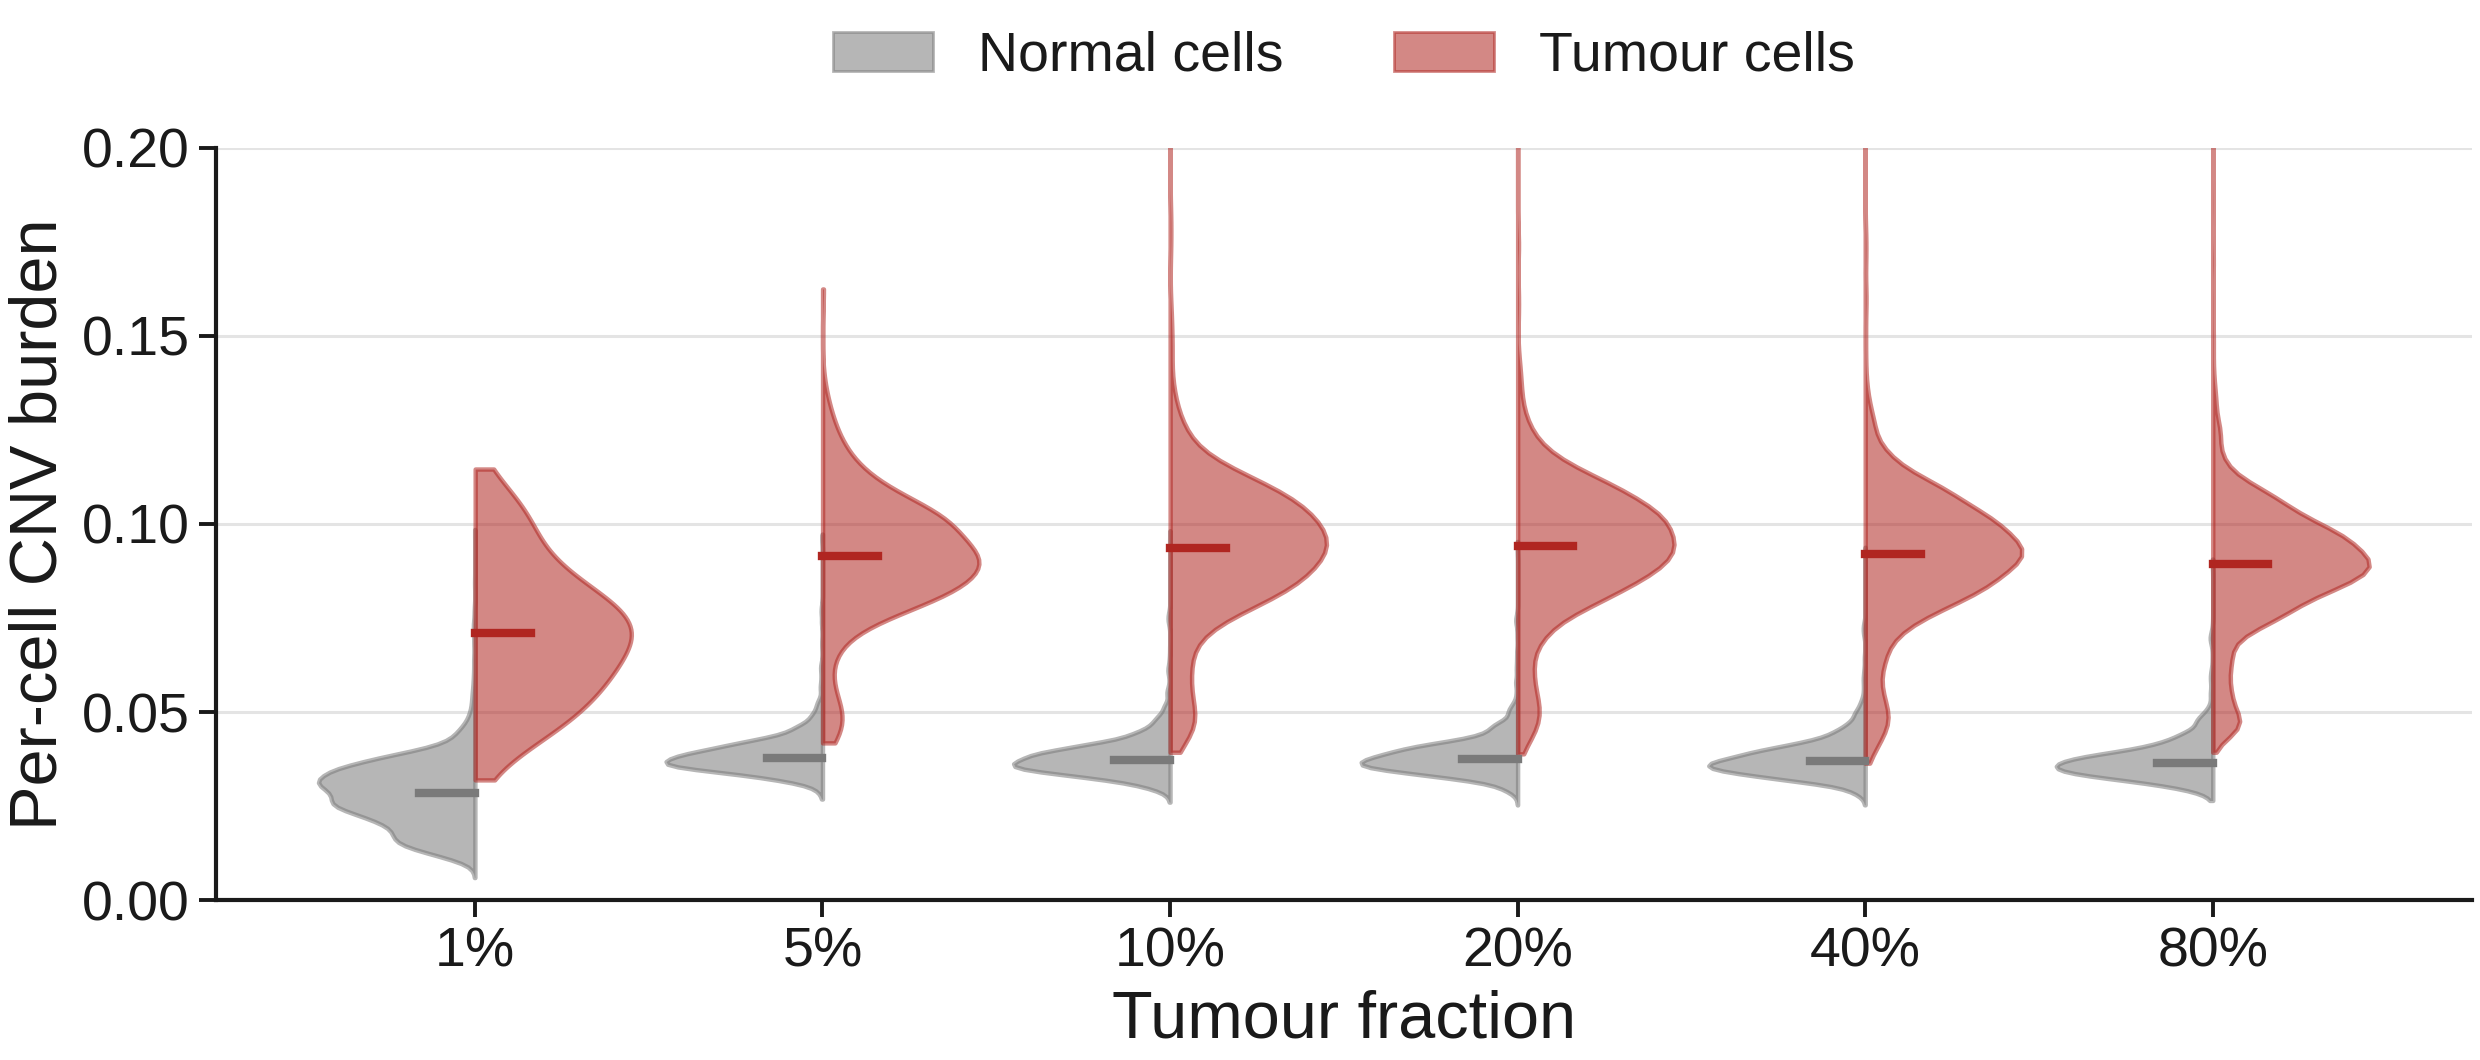 Normal cells
Tumour cells
Per-cell CNV burden
0.20
0.15
0.10
0.05
0.00
1%
5%
10%
20%
40%
80%
Tumour fraction